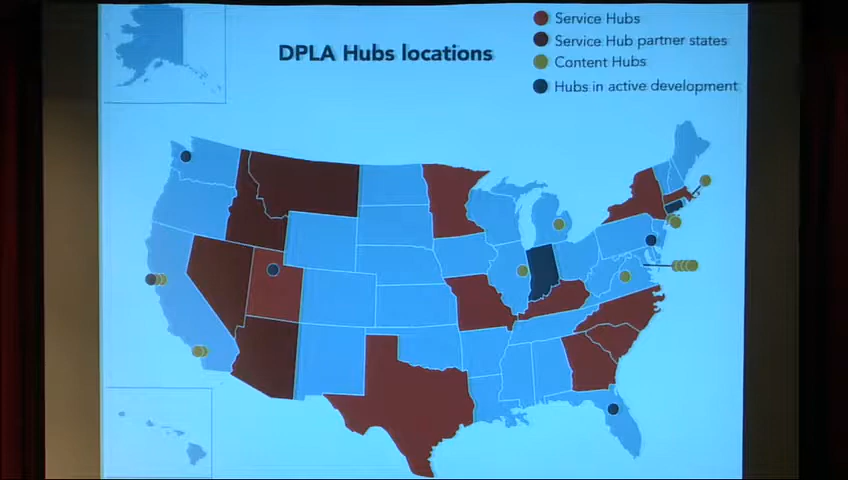 DPLA Hubs locations
Service Hubs
Service Hub partner states
Content Hubs
Hubs in active development